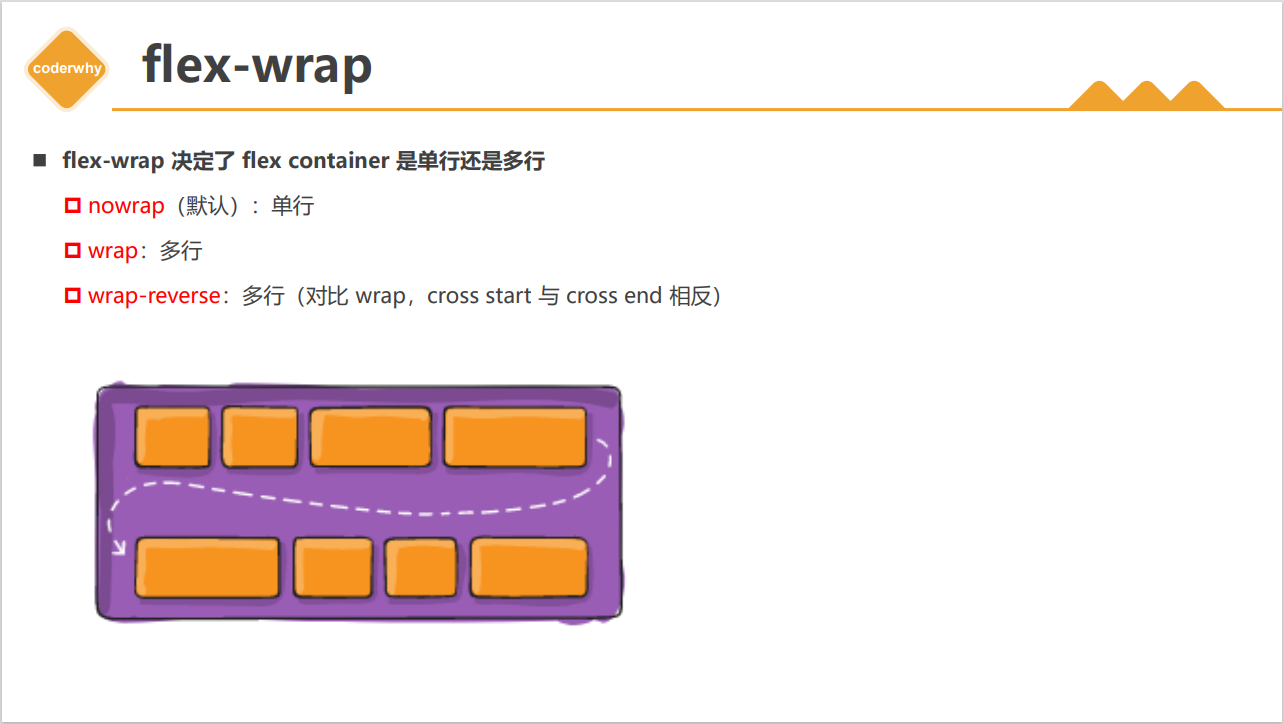 coderwhy
flex-wrap
flex-wrap 决定了 flex container 是单行还是多行
nowrap（默认）：单行
wrap：多行
wrap-reverse：多行（对比 wrap，cross start 与 cross end 相反）